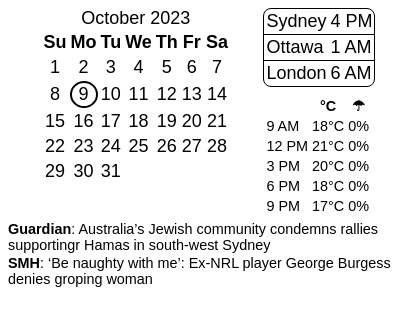 October 2023
Su Mo Tu We Th Fr Sa
1 2 3 4 5 6 7
8 9 10 11 12 13 14
15 16 17 18 19 20 21
22 23 24 25 26 27 28
29 30 31
Sydney 4 PM
Ottawa 1 AM
London 6 AM
°C ☂
9 AM 18°C 0%
12 PM 21°C 0%
3 PM 20°C 0%
6 PM 18°C 0%
9 PM 17°C 0%
Guardian: Australia’s Jewish community condemns rallies
supportingr Hamas in south-west Sydney
SMH: ‘Be naughty with me’: Ex-NRL player George Burgess
denies groping woman